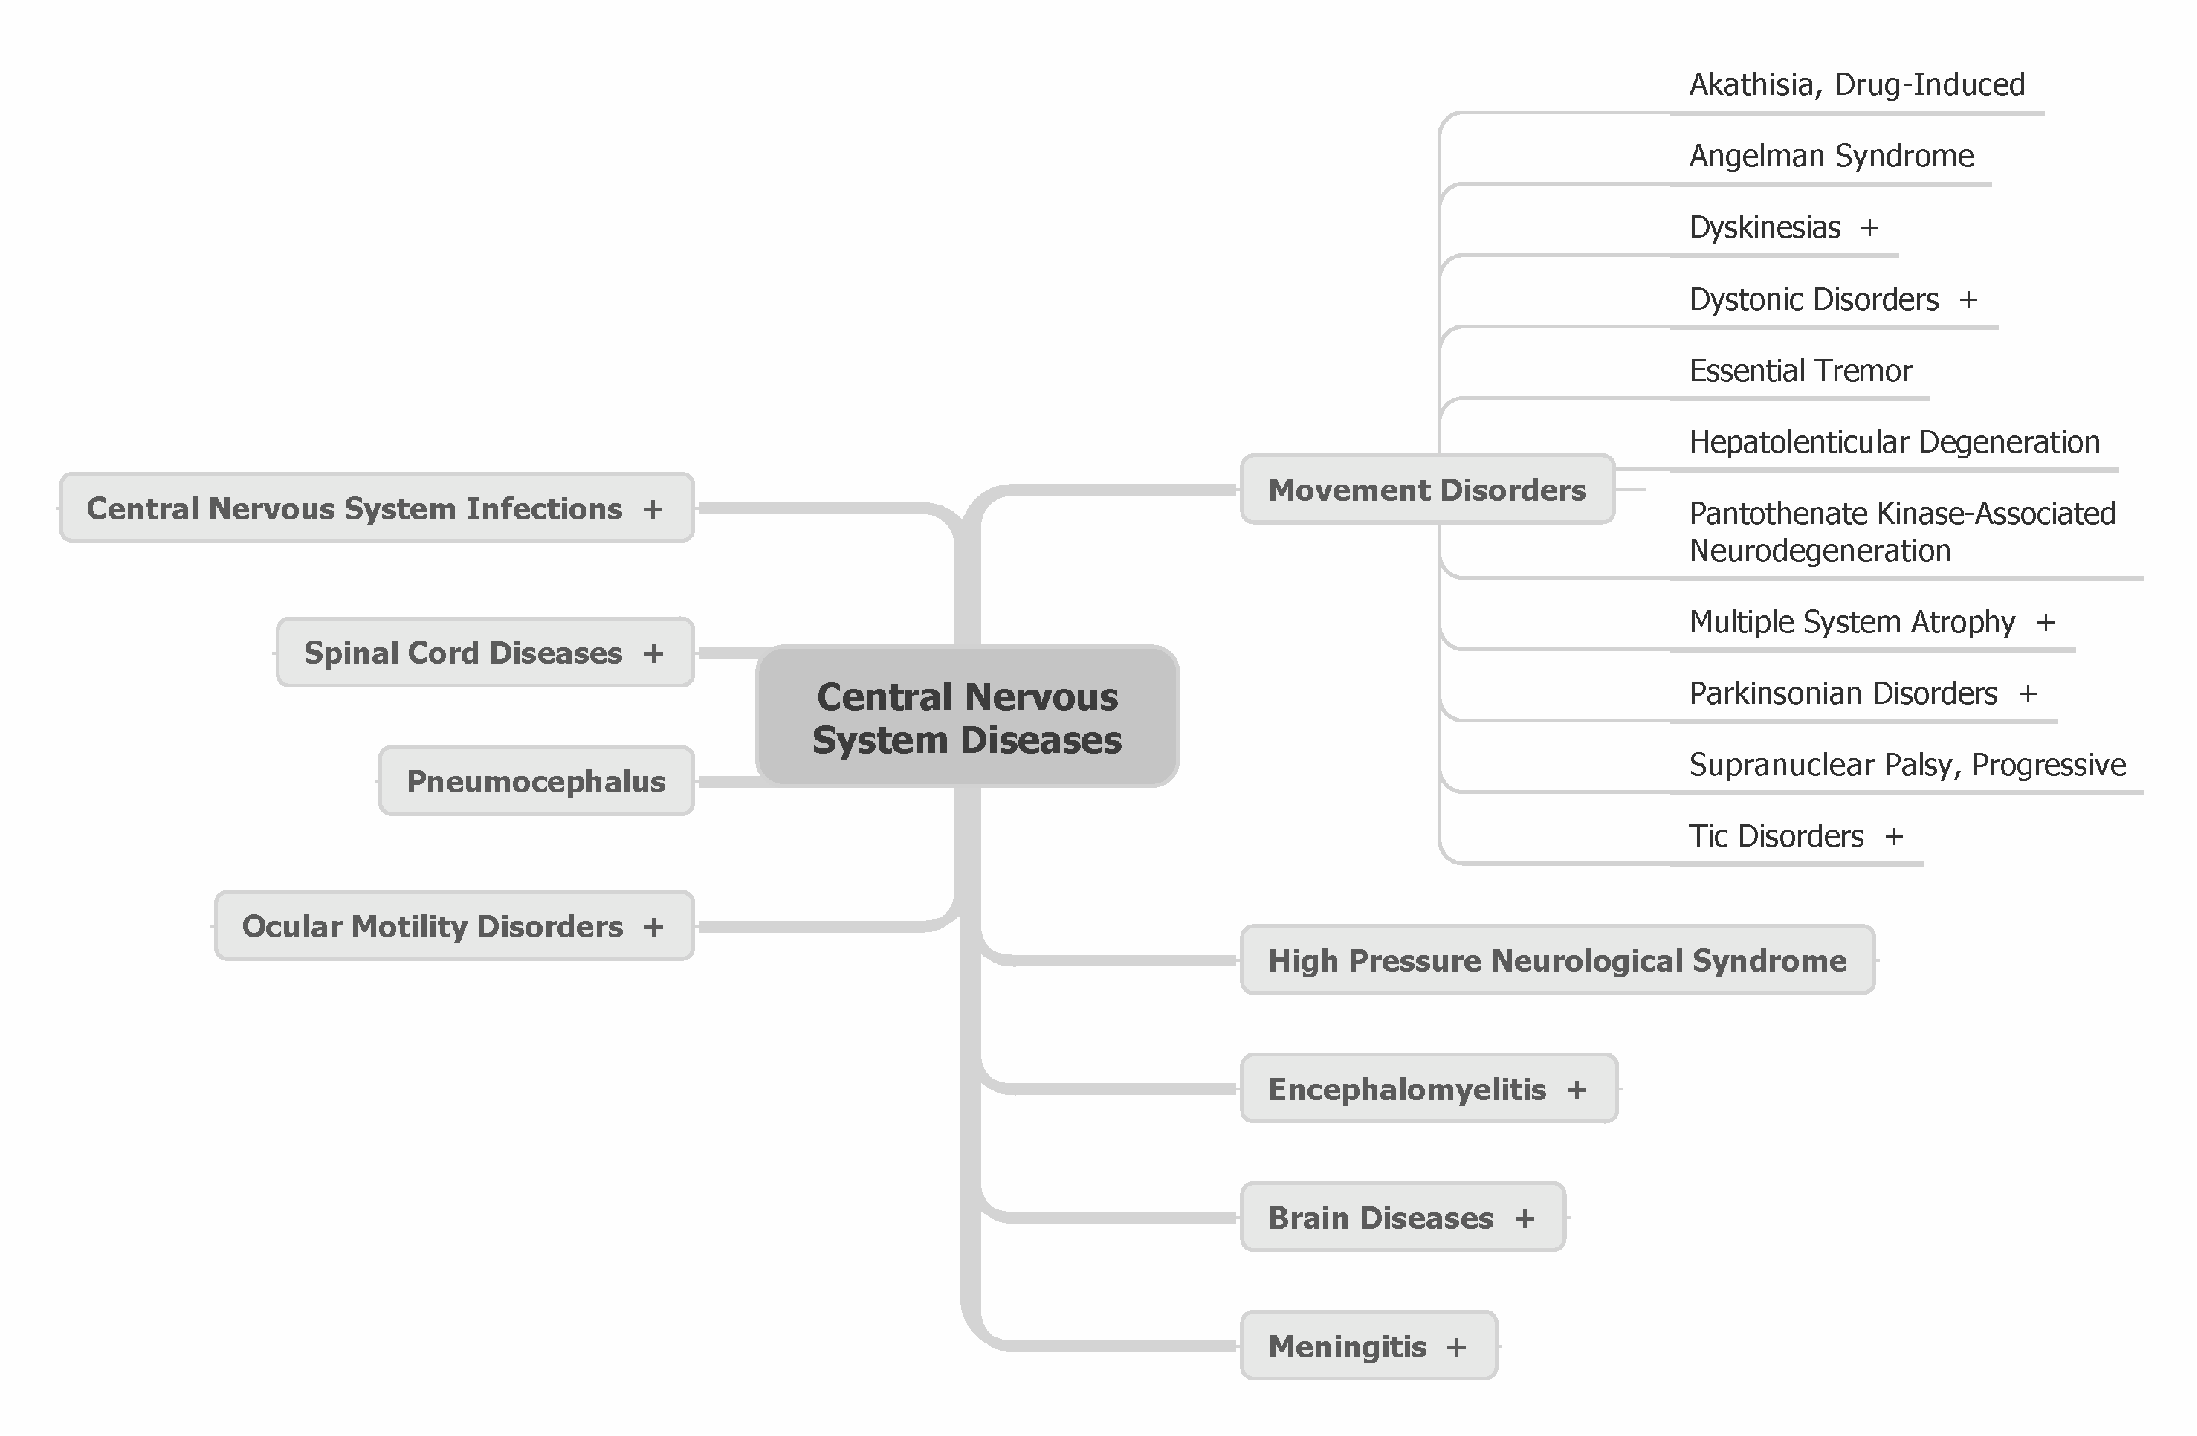 Central Nervous
System Diseases
Central Nervous System Infections +
Spinal Cord Diseases +
Pneumocephalus
Ocular Motility Disorders +
Movement Disorders
Akathisia, Drug-Induced
Angelman Syndrome
Dyskinesias +
Dystonic Disorders +
Essential Tremor
Hepatolenticular Degeneration
Pantothenate Kinase-Associated
Neurodegeneration
Multiple System Atrophy +
Parkinsonian Disorders +
Supranuclear Palsy, Progressive
Tic Disorders +
High Pressure Neurological Syndrome
Encephalomyelitis +
Brain Diseases +
Meningitis +